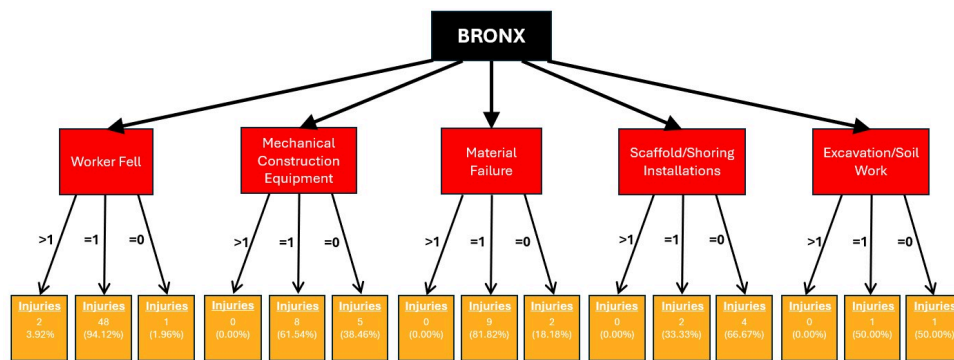 BRONX
Worker Fell
Mechanical
Construction
Equipment
Material
Failure
Scaffold/Shoring
Installations
Excavation/Soil
Work
>1
=1
=0
>1
=1
=0
>1
=1
=0
>1
=1
=0
>1
=1
=0
Injuries
2
3.92%
Injuries
48
(94.12%)
Injuries
1
(1.96%)
Injuries
0
(0.00%)
Injuries
8
(61.54%)
Injuries
5
(38.46%)
Injuries
0
(0.00%)
Injuries
9
(81.82%)
Injuries
2
(18.18%)
Injuries
0
(0.00%)
Injuries
2
(33.33%)
Injuries
4
(66.67%)
Injuries
0
(0.00%)
Injuries
1
(50.00%)
Injuries
1
(50.00%)